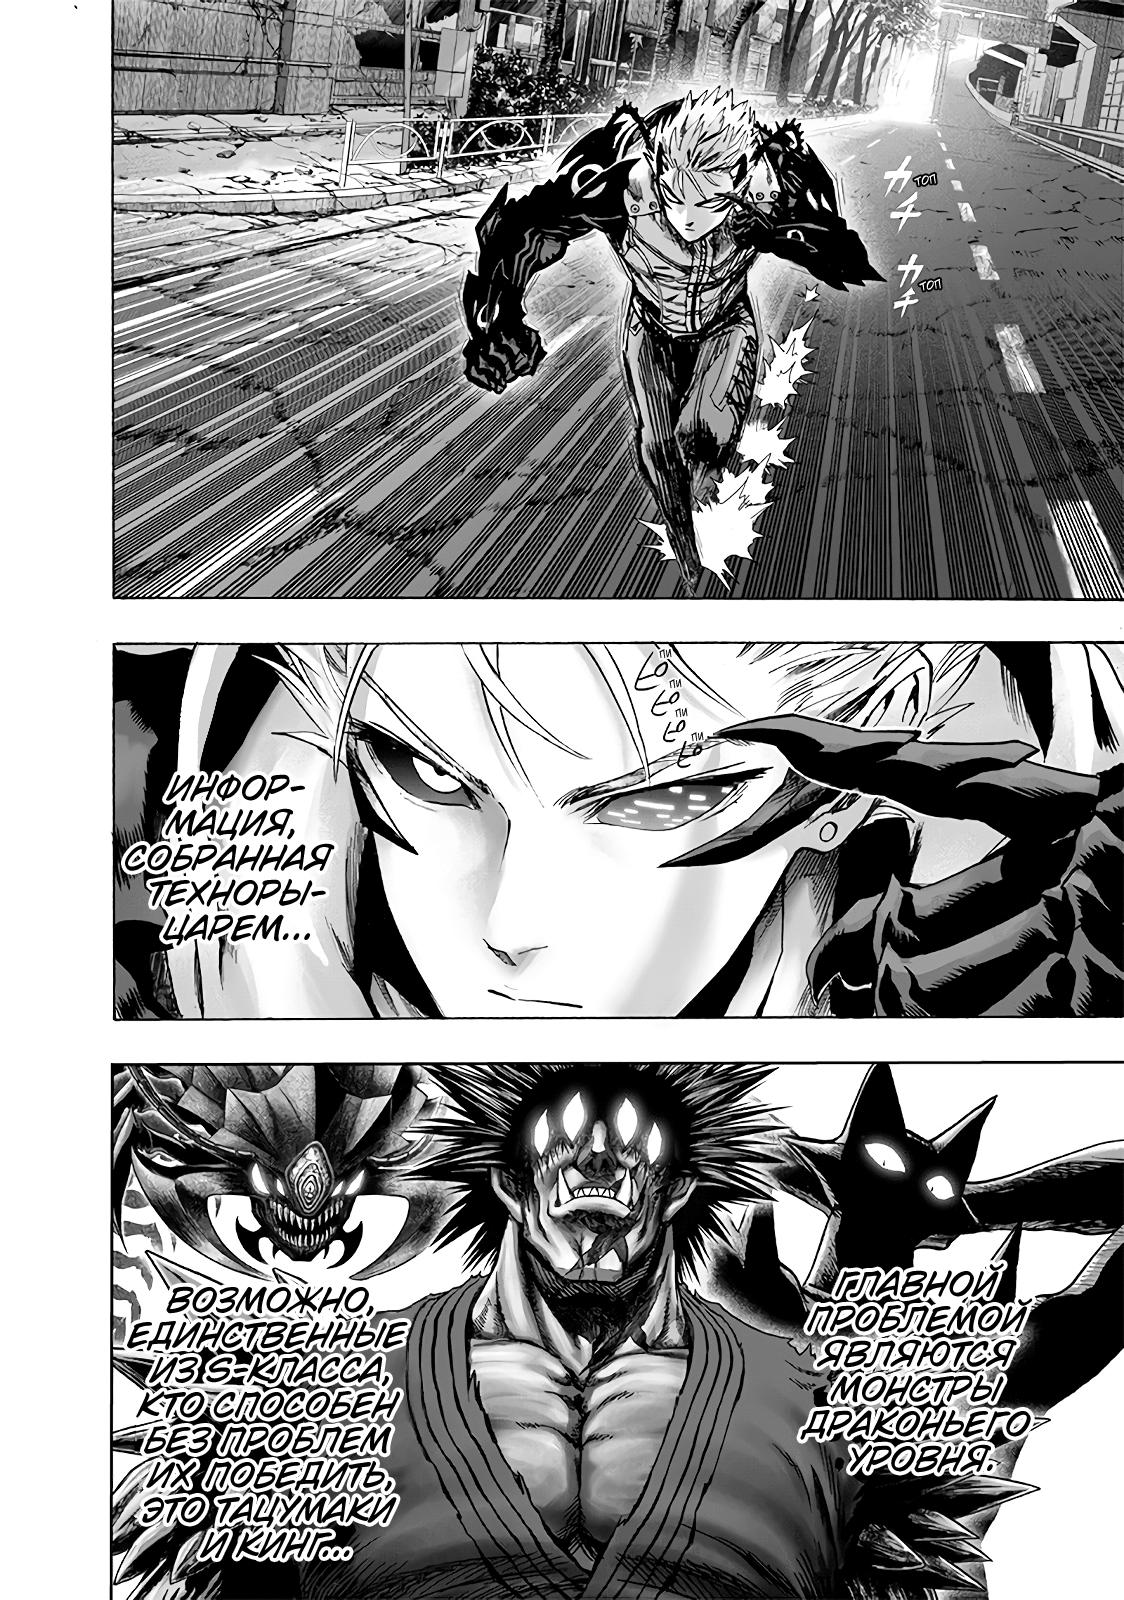 カチ
ТОП
カチ
ТОП
ピ
ПИ
ピ
ПИ
ピ
ПИ
ピ
ПИ
ИНФОР-
МАЦИЯ,
СОБРАННАЯ
ТЕХНОРЫ-
ЦАРЕМ...
ГЛАВНОЙ
ПРОБЛЕМОЙ
ЯВЛЯЮТСЯ
МОНСТРЫ
ДРАКОНЬЕГО
УРОВНЯ.
ВОЗМОЖНО,
ЕДИНСТВЕННЫЕ
ИЗ S-КЛАССА,
КТО СПОСОБЕН
БЕЗ ПРОБЛЕМ
ИХ ПОБЕДИТЬ,
ЭТО ТАЦУМАКИ
И КИНГ...